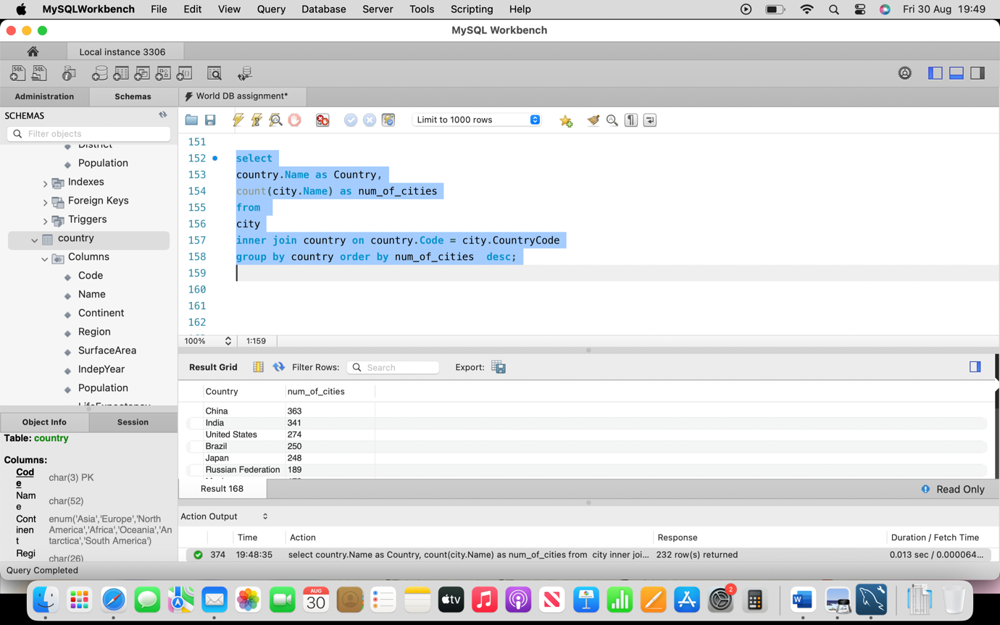 MySQLWorkbench File Edit View Query Database Server Tools Scripting Help Fri 30 Aug 19:49
MySQL Workbench
Local instance 3306
Administration Schemas World DB assignment*
SCHEMAS
Filter objects
Limit to 1000 rows
District
Population
Indexes
Foreign Keys
Triggers
country
Columns
Code
Name
Continent
Region
SurfaceArea
IndepYear
Population
LifeExpectancy
151
152 select
153 country.Name as Country,
154 count(city.Name) as num_of_cities
155 from
156 city
157 inner join country on country.Code = city.CountryCode
158 group by country order by num_of_cities  desc;
159
160
161
162
100% 1:159
Result Grid Filter Rows: Search Export:
Country num_of_cities
China 363
India 341
United States 274
Brazil 250
Japan 248
Russian Federation 189
Result 168 Read Only
Object Info Session
Table: country
Columns:
Code char(3) PK
Name char(52)
Continent enum('Asia','Europe','North
America','Africa','Oceania','An
tarctica','South America')
Regi char(26)
Action Output
Time Action Response Duration / Fetch Time
374 19:48:35 select country.Name as Country, count(city.Name) as num_of_cities from  city inner joi... 232 row(s) returned 0.013 sec / 0.000064...
Query Completed
AUG
30
tv
2
W